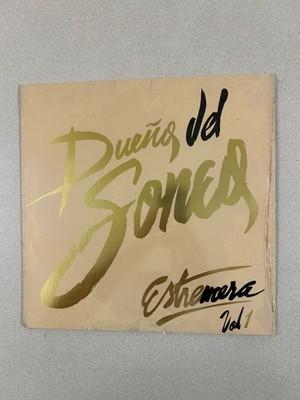 Dueño del
Soneo
Estremera
Vol 1